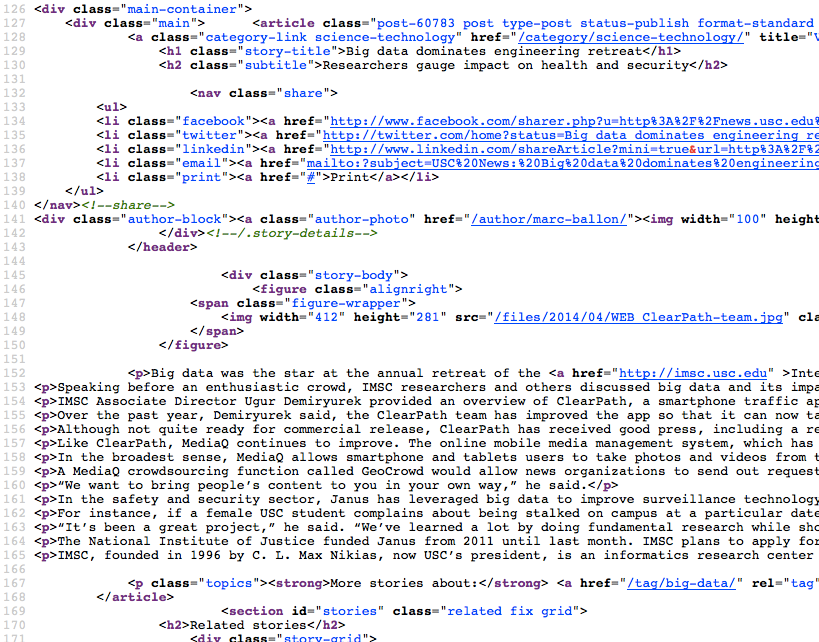 126 <div class="main-container">
127 <div class="main"> <article class="post-60783 post type-post status-publish format-standard
128 <a class="category-link science-technology" href="/category/science-technology/" title="V
129 <h1 class="story-title">Big data dominates engineering retreat</h1>
130 <h2 class="subtitle">Researchers gauge impact on health and security</h2>
131
132 <nav class="share">
133 <ul>
134 <li class="facebook"><a href="http://www.facebook.com/sharer.php?u=http%3A%2F%2Fnews.usc.edu%
135 <li class="twitter"><a href="http://twitter.com/home?status=Big data dominates engineering re
136 <li class="linkedin"><a href="http://www.linkedin.com/shareArticle?mini=true&url=http%3A%2F%2
137 <li class="email"><a href="mailto:?subject=USC%20News:%20Big%20data%20dominates%20engineering
138 <li class="print"><a href="#">Print</a></li>
139 </ul>
140 </nav><!--share-->
141 <div class="author-block"><a class="author-photo" href="/author/marc-ballon/"><img width="100" height
142 </div><!--/.story-details-->
143 </header>
144
145 <div class="story-body">
146 <figure class="alignright">
147 <span class="figure-wrapper">
148 <img width="412" height="281" src="/files/2014/04/WEB_ClearPath-team.jpg" cla
149 </span>
150 </figure>
151
152 <p>Big data was the star at the annual retreat of the <a href="http://imsc.usc.edu" >Inte
153 <p>Speaking before an enthusiastic crowd, IMSC researchers and others discussed big data and its impa
154 <p>IMSC Associate Director Ugur Demiryurek provided an overview of ClearPath, a smartphone traffic ap
155 <p>Over the past year, Demiryurek said, the ClearPath team has improved the app so that it can now ta
156 <p>Although not quite ready for commercial release, ClearPath has received good press, including a re
157 <p>Like ClearPath, MediaQ continues to improve. The online mobile media management system, which has
158 <p>In the broadest sense, MediaQ allows smartphone and tablets users to take photos and videos from t
159 <p>A MediaQ crowdsourcing function called GeoCrowd would allow news organizations to send out request
160 <p>“We want to bring people’s content to you in your own way,” he said.</p>
161 <p>In the safety and security sector, Janus has leveraged big data to improve surveillance technology
162 <p>For instance, if a female USC student complains about being stalked on campus at a particular date
163 <p>“It’s been a great project,” he said. “We’ve learned a lot by doing fundamental research while sho
164 <p>The National Institute of Justice funded Janus from 2011 until last month. IMSC plans to apply for
165 <p>IMSC, founded in 1996 by C. L. Max Nikias, now USC’s president, is an informatics research center
166
167 <p class="topics"><strong>More stories about:</strong> <a href="/tag/big-data/" rel="tag"
168 </article>
169 <section id="stories" class="related fix grid">
170 <h2>Related stories</h2>
171 <div class="story-grid">